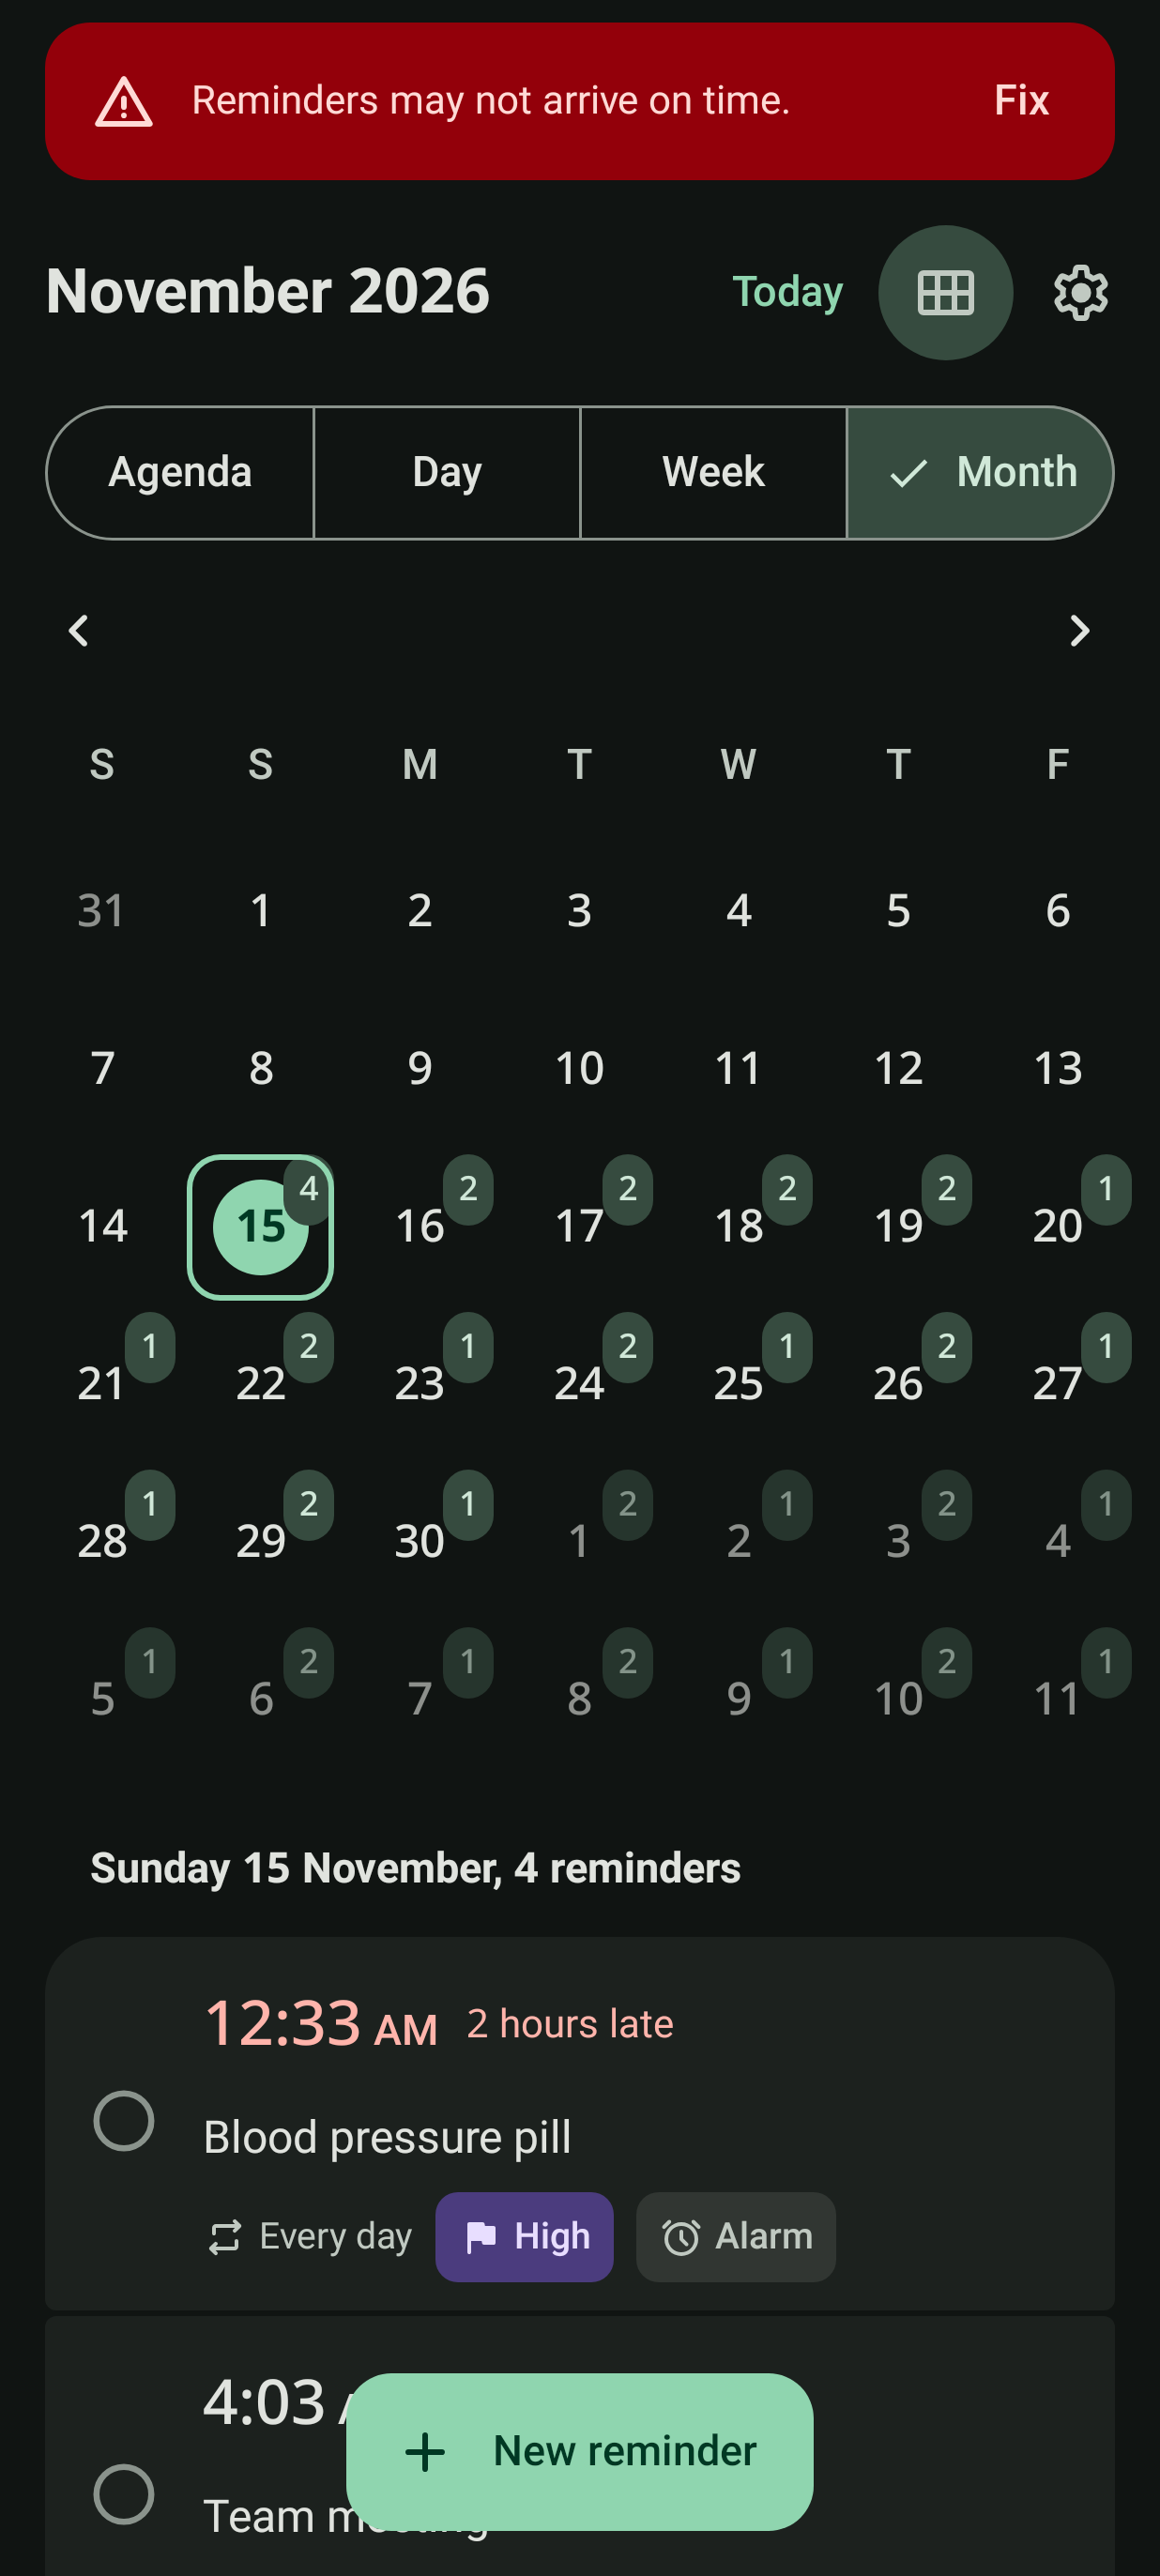 Reminders may not arrive on time. Fix
November 2026 Today
Agenda Day Week Month
S S M T W T F
31 1 2 3 4 5 6
7 8 9 10 11 12 13
14 15 4 16 2 17 2 18 2 19 2 20 1
21 1 22 2 23 1 24 2 25 1 26 2 27 1
28 1 29 2 30 1 1 2 2 1 3 2 4 1
5 1 6 2 7 1 8 2 9 1 10 2 11 1
Sunday 15 November, 4 reminders
12:33 AM 2 hours late
Blood pressure pill
Every day High Alarm
4:03
New reminder
Team